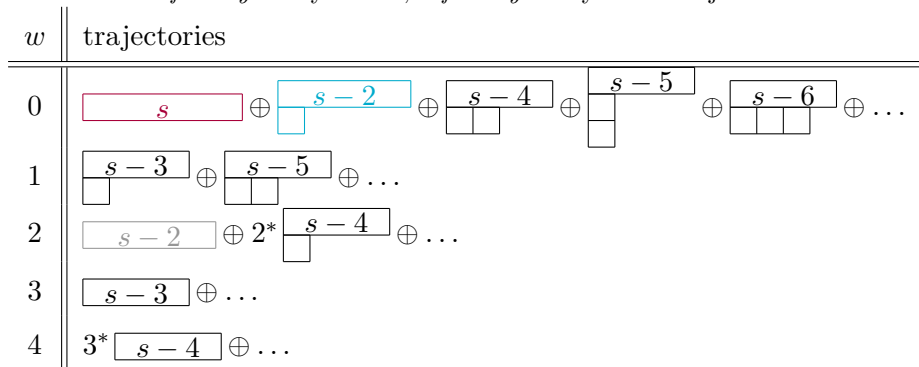 w trajectories
0 s ⊕ s − 2 ⊕ s − 4 ⊕ s − 5 ⊕ s − 6 ⊕ ...
1 s − 3 ⊕ s − 5 ⊕ ...
2 s − 2 ⊕ 2* s − 4 ⊕ ...
3 s − 3 ⊕ ...
4 3* s − 4 ⊕ ...